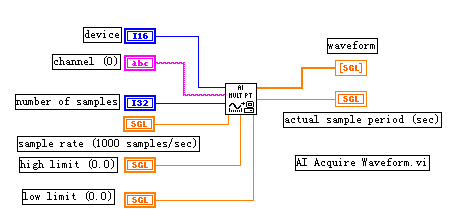 device
I16
waveform
channel (0)
abc
[SGL]
AI
MULT PT
number of samples
I32
SGL
SGL
actual sample period (sec)
sample rate (1000 samples/sec)
high limit (0.0)
SGL
AI Acquire Waveform.vi
low limit (0.0)
SGL